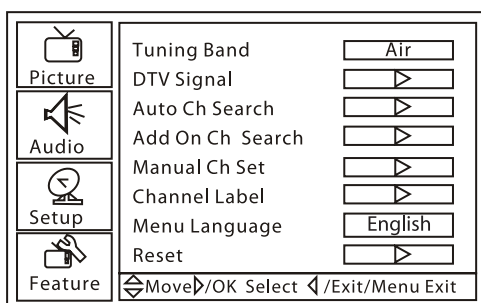 Picture
Audio
Setup
Feature
Tuning Band Air
DTV Signal
Auto Ch Search
Add On Ch Search
Manual Ch Set
Channel Label
Menu Language English
Reset
Move /OK Select /Exit/Menu Exit